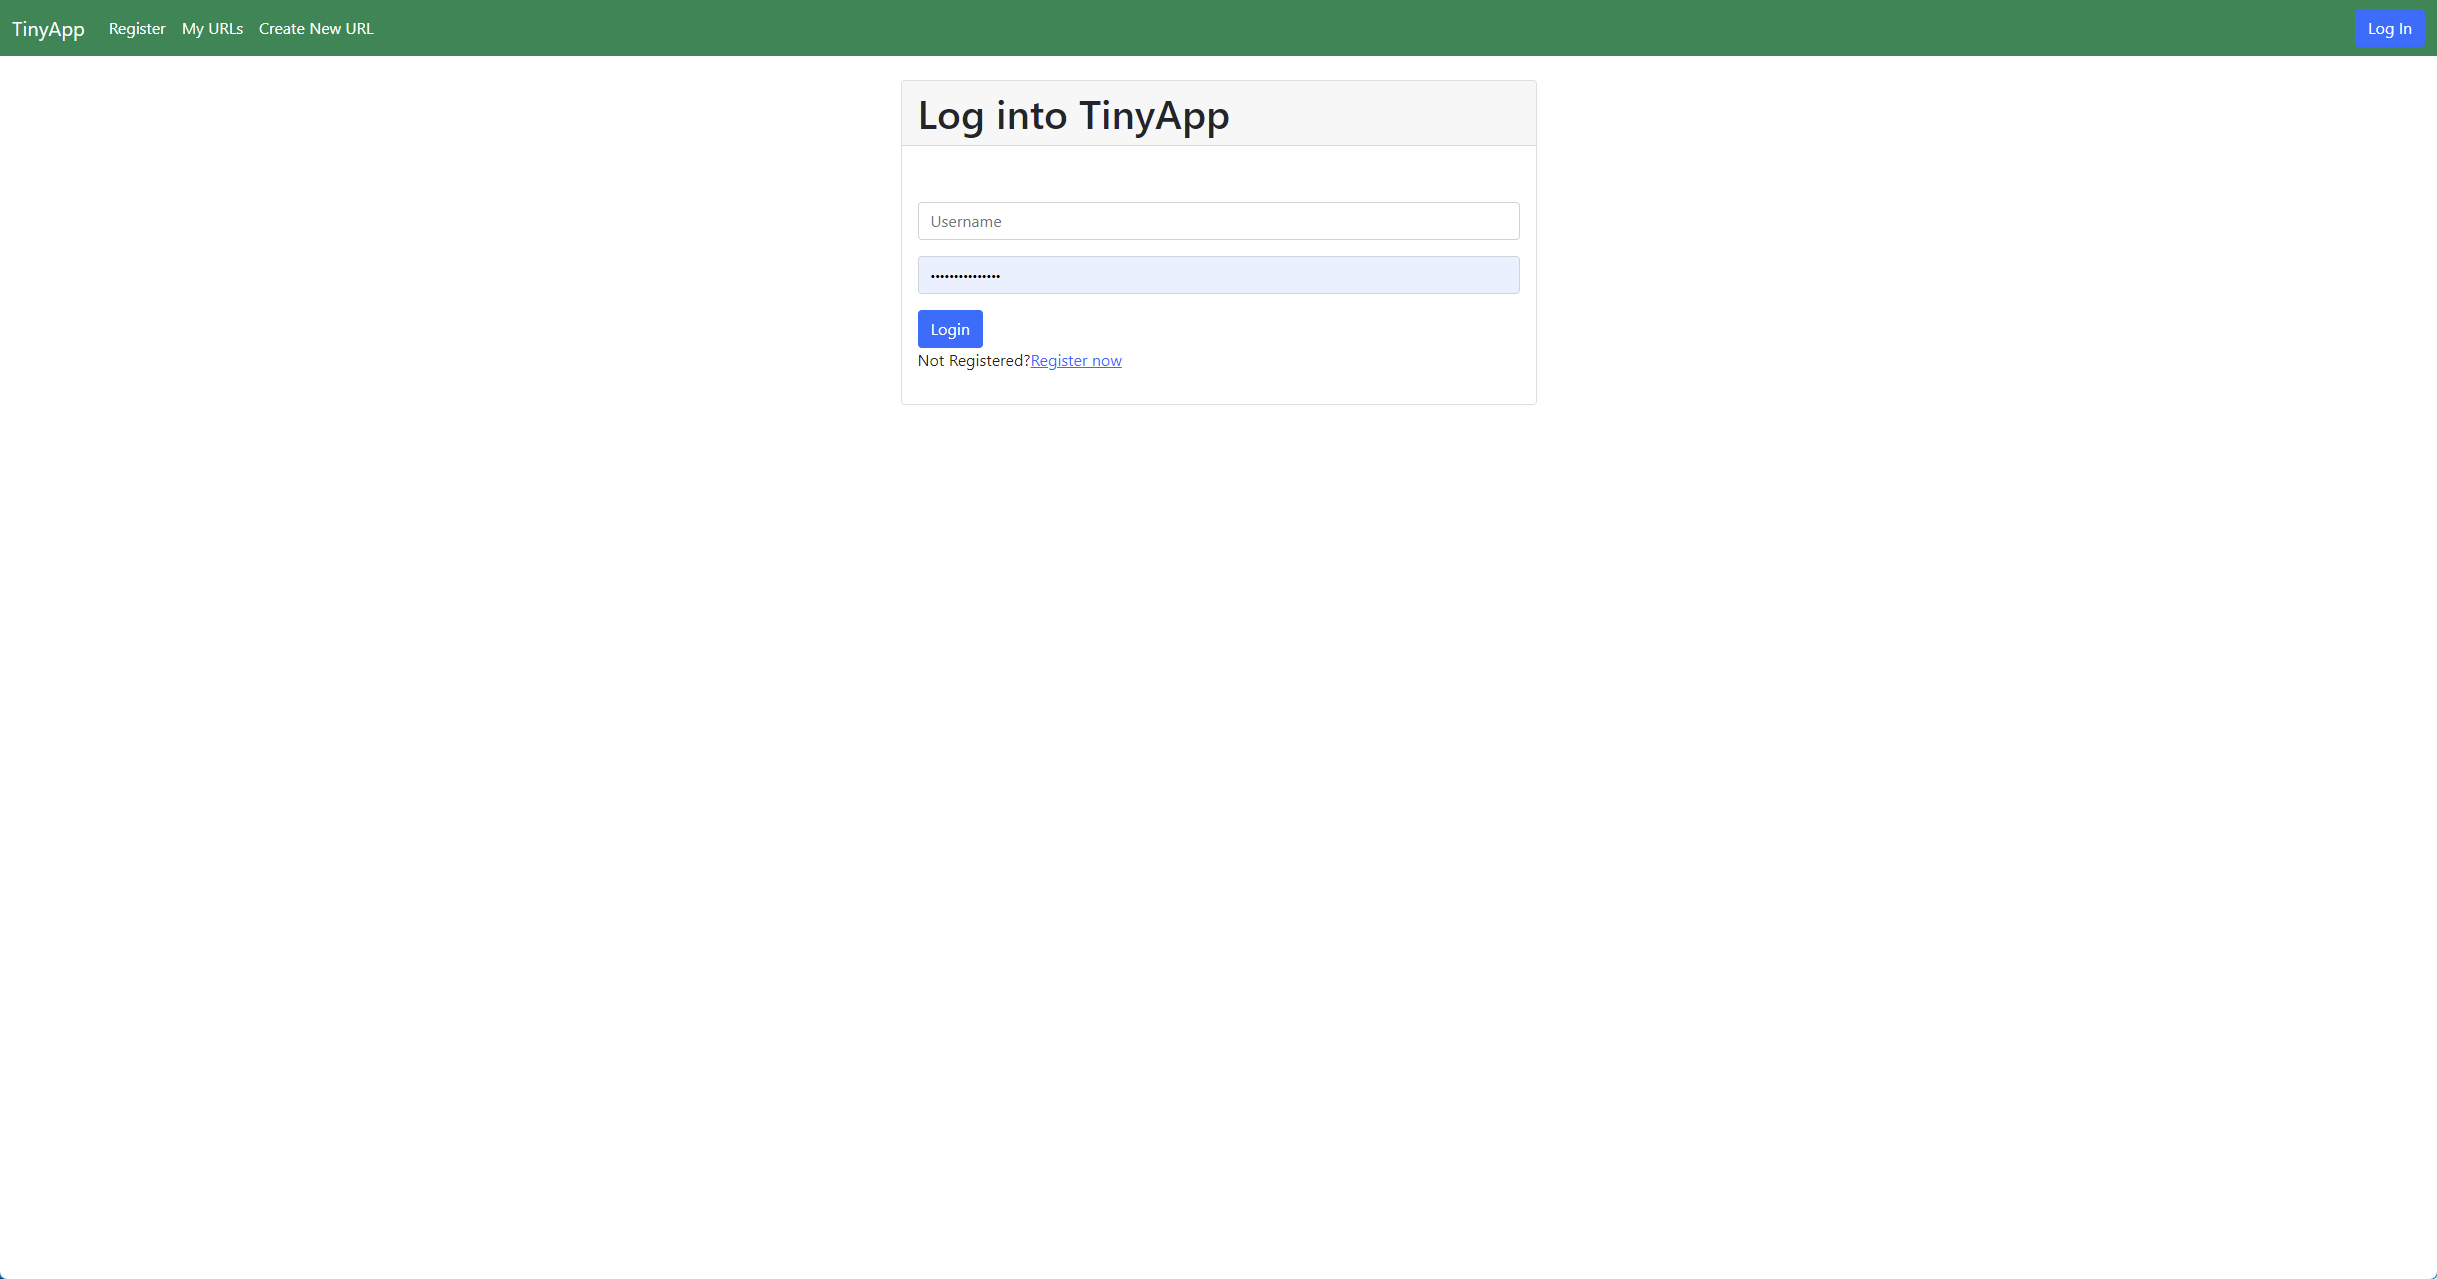 TinyApp Register My URLs Create New URL Log In
Log into TinyApp
Username
•••••••••••••••
Login
Not Registered?Register now